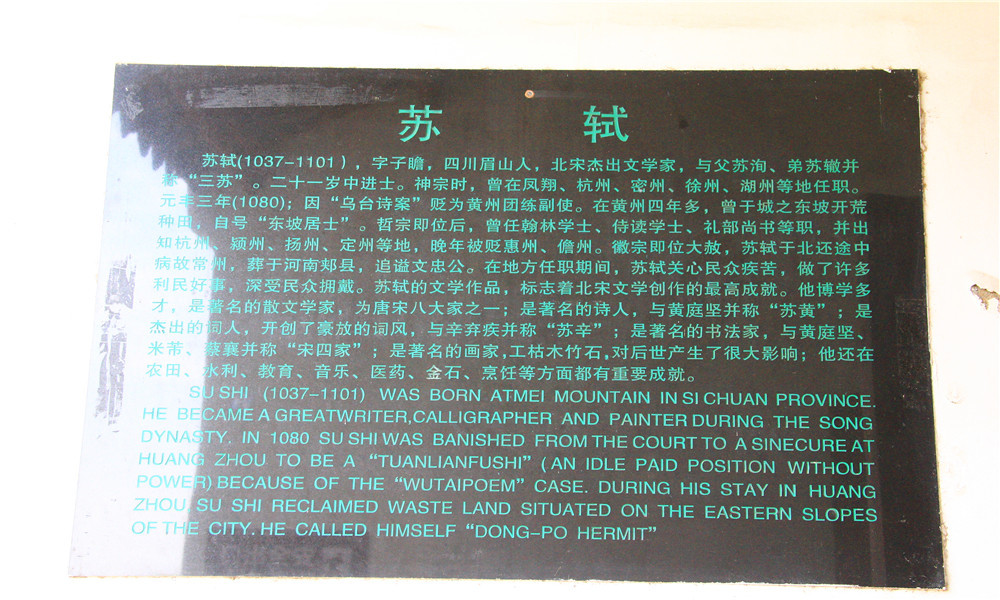 苏 轼
苏轼(1037-1101)，字子瞻，四川眉山人，北宋杰出文学家，与父苏洵、弟苏辙并
称“三苏”。二十一岁中进士。神宗时，曾在凤翔、杭州、密州、徐州、湖州等地任职。
元丰三年(1080)；因“乌台诗案”贬为黄州团练副使。在黄州四年多，曾于城之东坡开荒
种田，自号“东坡居士”。哲宗即位后，曾任翰林学士、侍读学士、礼部尚书等职，并出
知杭州、颍州、扬州、定州等地，晚年被贬惠州、儋州。徽宗即位大赦，苏轼于北还途中
病故常州，葬于河南郏县，追谥文忠公。在地方任职期间，苏轼关心民众疾苦，做了许多
利民好事，深受民众拥戴。苏轼的文学作品，标志着北宋文学创作的最高成就。他博学多
才，是著名的散文学家，为唐宋八大家之一；是著名的诗人，与黄庭坚并称“苏黄”；是
杰出的词人，开创了豪放的词风，与辛弃疾并称“苏辛”；是著名的书法家，与黄庭坚、
米芾、蔡襄并称“宋四家”；是著名的画家,工枯木竹石,对后世产生了很大影响；他还在
农田、水利、教育、音乐、医药、金石、烹饪等方面都有重要成就。
SU SHI (1037-1101) WAS BORN ATMEI MOUNTAIN IN SI CHUAN PROVINCE.
HE BECAME A GREATWRITER,CALLIGRAPHER AND PAINTER DURING THE SONG
DYNASTY. IN 1080 SU SHI WAS BANISHED FROM THE COURT TO A SINECURE AT
HUANG ZHOU TO BE A “TUANLIANFUSHI” (AN IDLE PAID POSITION WITHOUT
POWER) BECAUSE OF THE “WUTAIPOEM” CASE. DURING HIS STAY IN HUANG
ZHOU SU SHI RECLAIMED WASTE LAND SITUATED ON THE EASTERN SLOPES
OF THE CITY. HE CALLED HIMSELF “DONG-PO HERMIT”